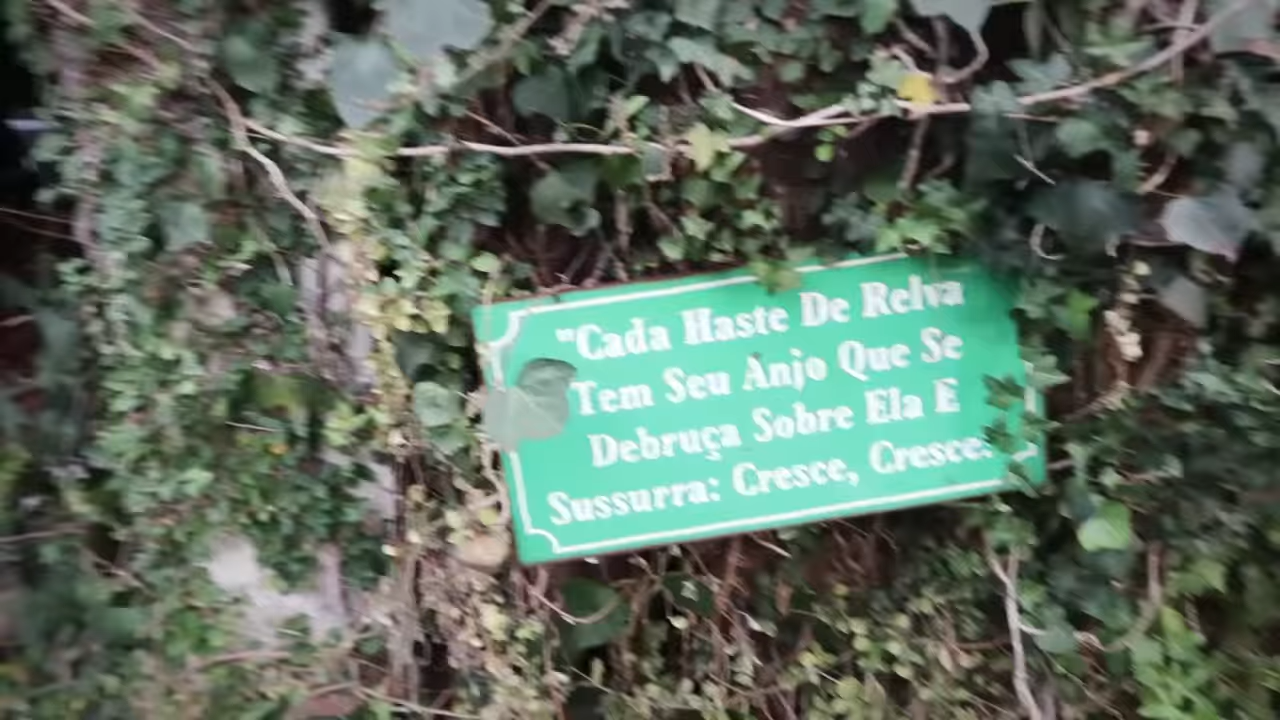 "Cada Haste De Relva
Tem Seu Anjo Que Se
Debruça Sobre Ela E
Sussurra: Cresce, Cresce.